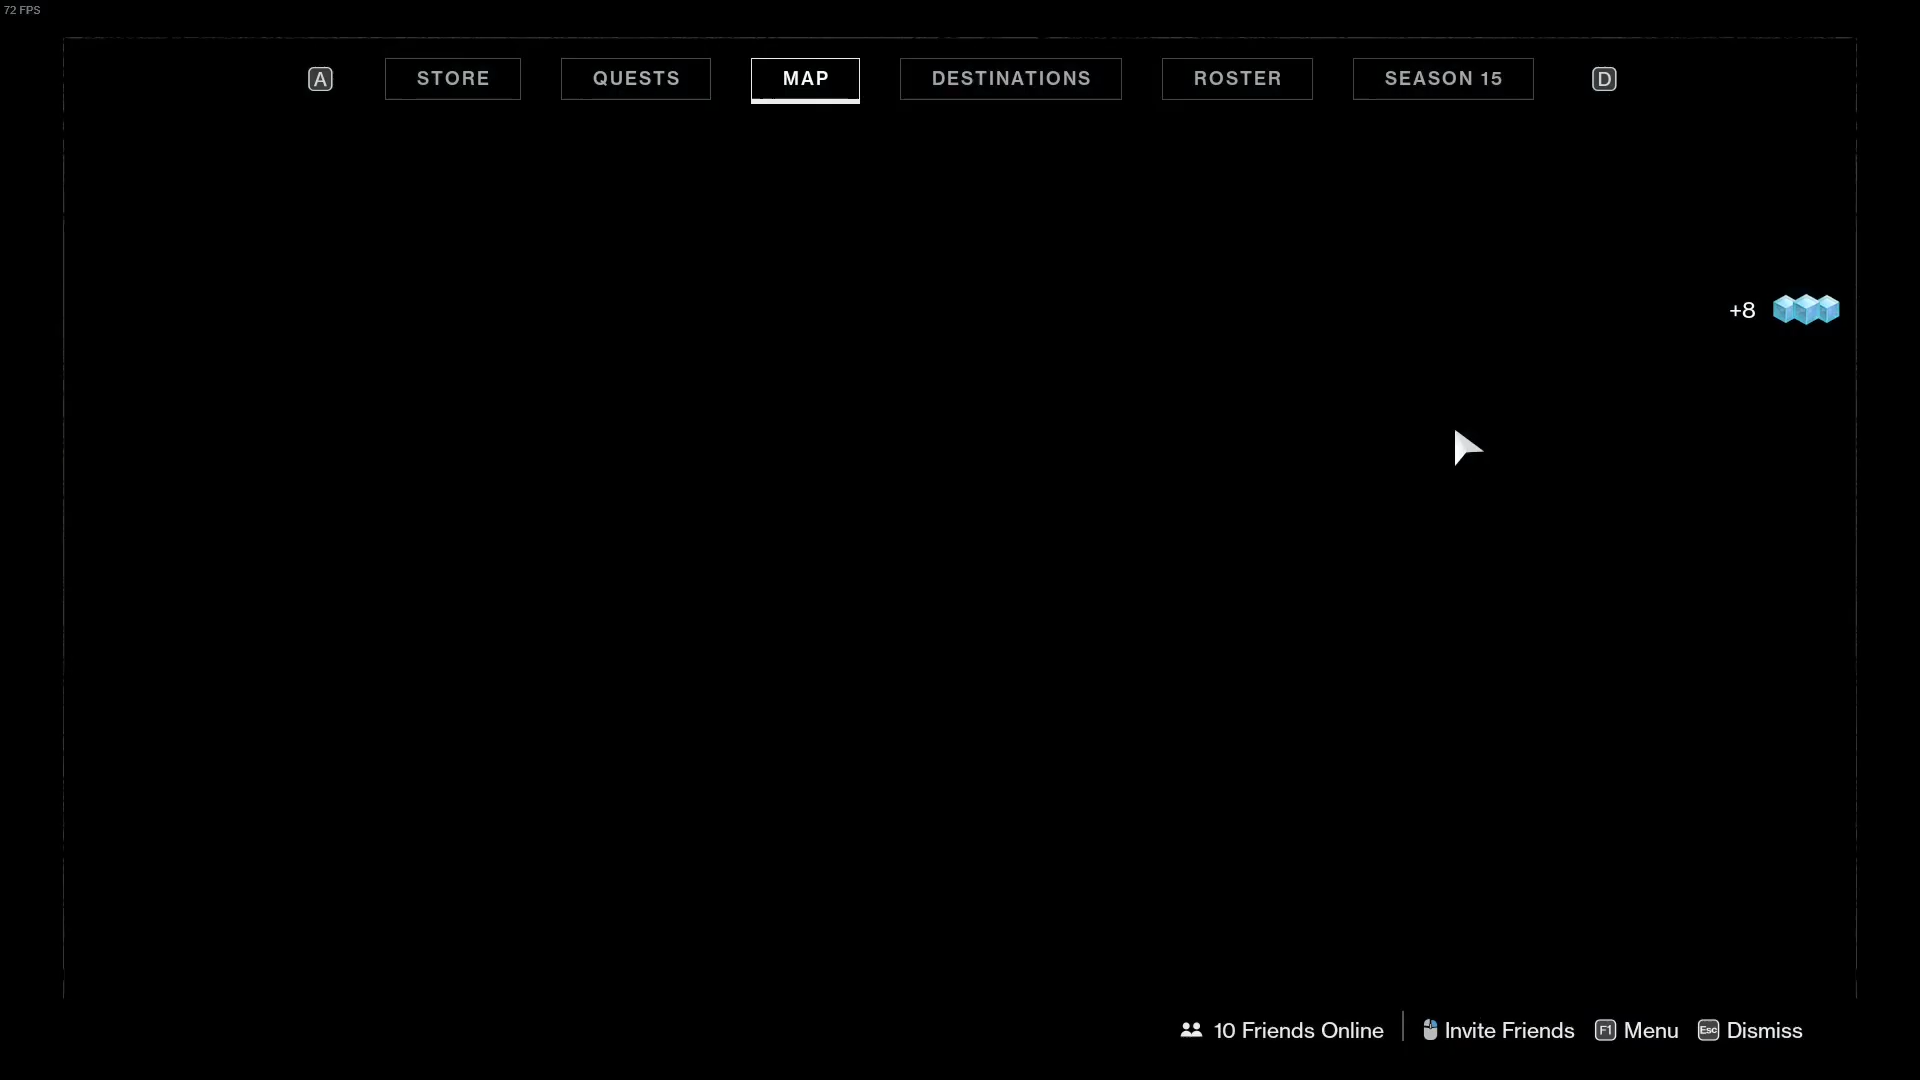 72 FPS
A STORE QUESTS MAP DESTINATIONS ROSTER SEASON 15 D
+8
10 Friends Online Invite Friends F1 Menu Esc Dismiss